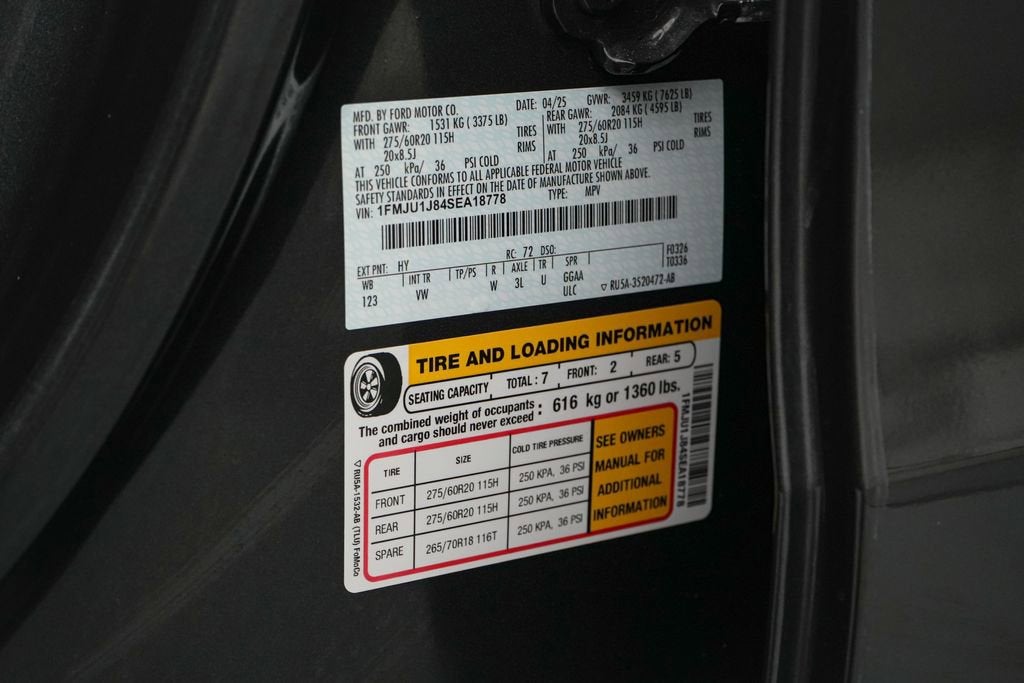 MFD. BY FORD MOTOR CO. DATE: 04/25 GVWR: 3459 KG ( 7625 LB)
FRONT GAWR: 1531 KG ( 3375 LB) REAR GAWR: 2084 KG ( 4595 LB)
WITH 275/60R20 115H TIRES WITH 275/60R20 115H TIRES
20x8.5J RIMS 20x8.5J RIMS
AT 250 kPa/ 36 PSI COLD AT 250 kPa/ 36 PSI COLD
THIS VEHICLE CONFORMS TO ALL APPLICABLE FEDERAL MOTOR VEHICLE
SAFETY STANDARDS IN EFFECT ON THE DATE OF MANUFACTURE SHOWN ABOVE.
VIN: 1FMJU1J84SEA18778 TYPE: MPV
EXT PNT: HY RC: 72 DSO: F0326
WB INT TR TP/PS R AXLE TR SPR T0336
123 VW W 3L U GGAA
ULC ▽ RU5A-3520472-AB
TIRE AND LOADING INFORMATION
SEATING CAPACITY TOTAL : 7 FRONT: 2 REAR: 5
The combined weight of occupants
and cargo should never exceed : 616 kg or 1360 lbs.
TIRE SIZE COLD TIRE PRESSURE
FRONT 275/60R20 115H 250 KPA, 36 PSI
REAR 275/60R20 115H 250 KPA, 36 PSI
SPARE 265/70R18 116T 250 KPA, 36 PSI
SEE OWNERS
MANUAL FOR
ADDITIONAL
INFORMATION
1FMJU1J84SEA18778
▽ RU5A-1532-AB (TLU) FoMoCo